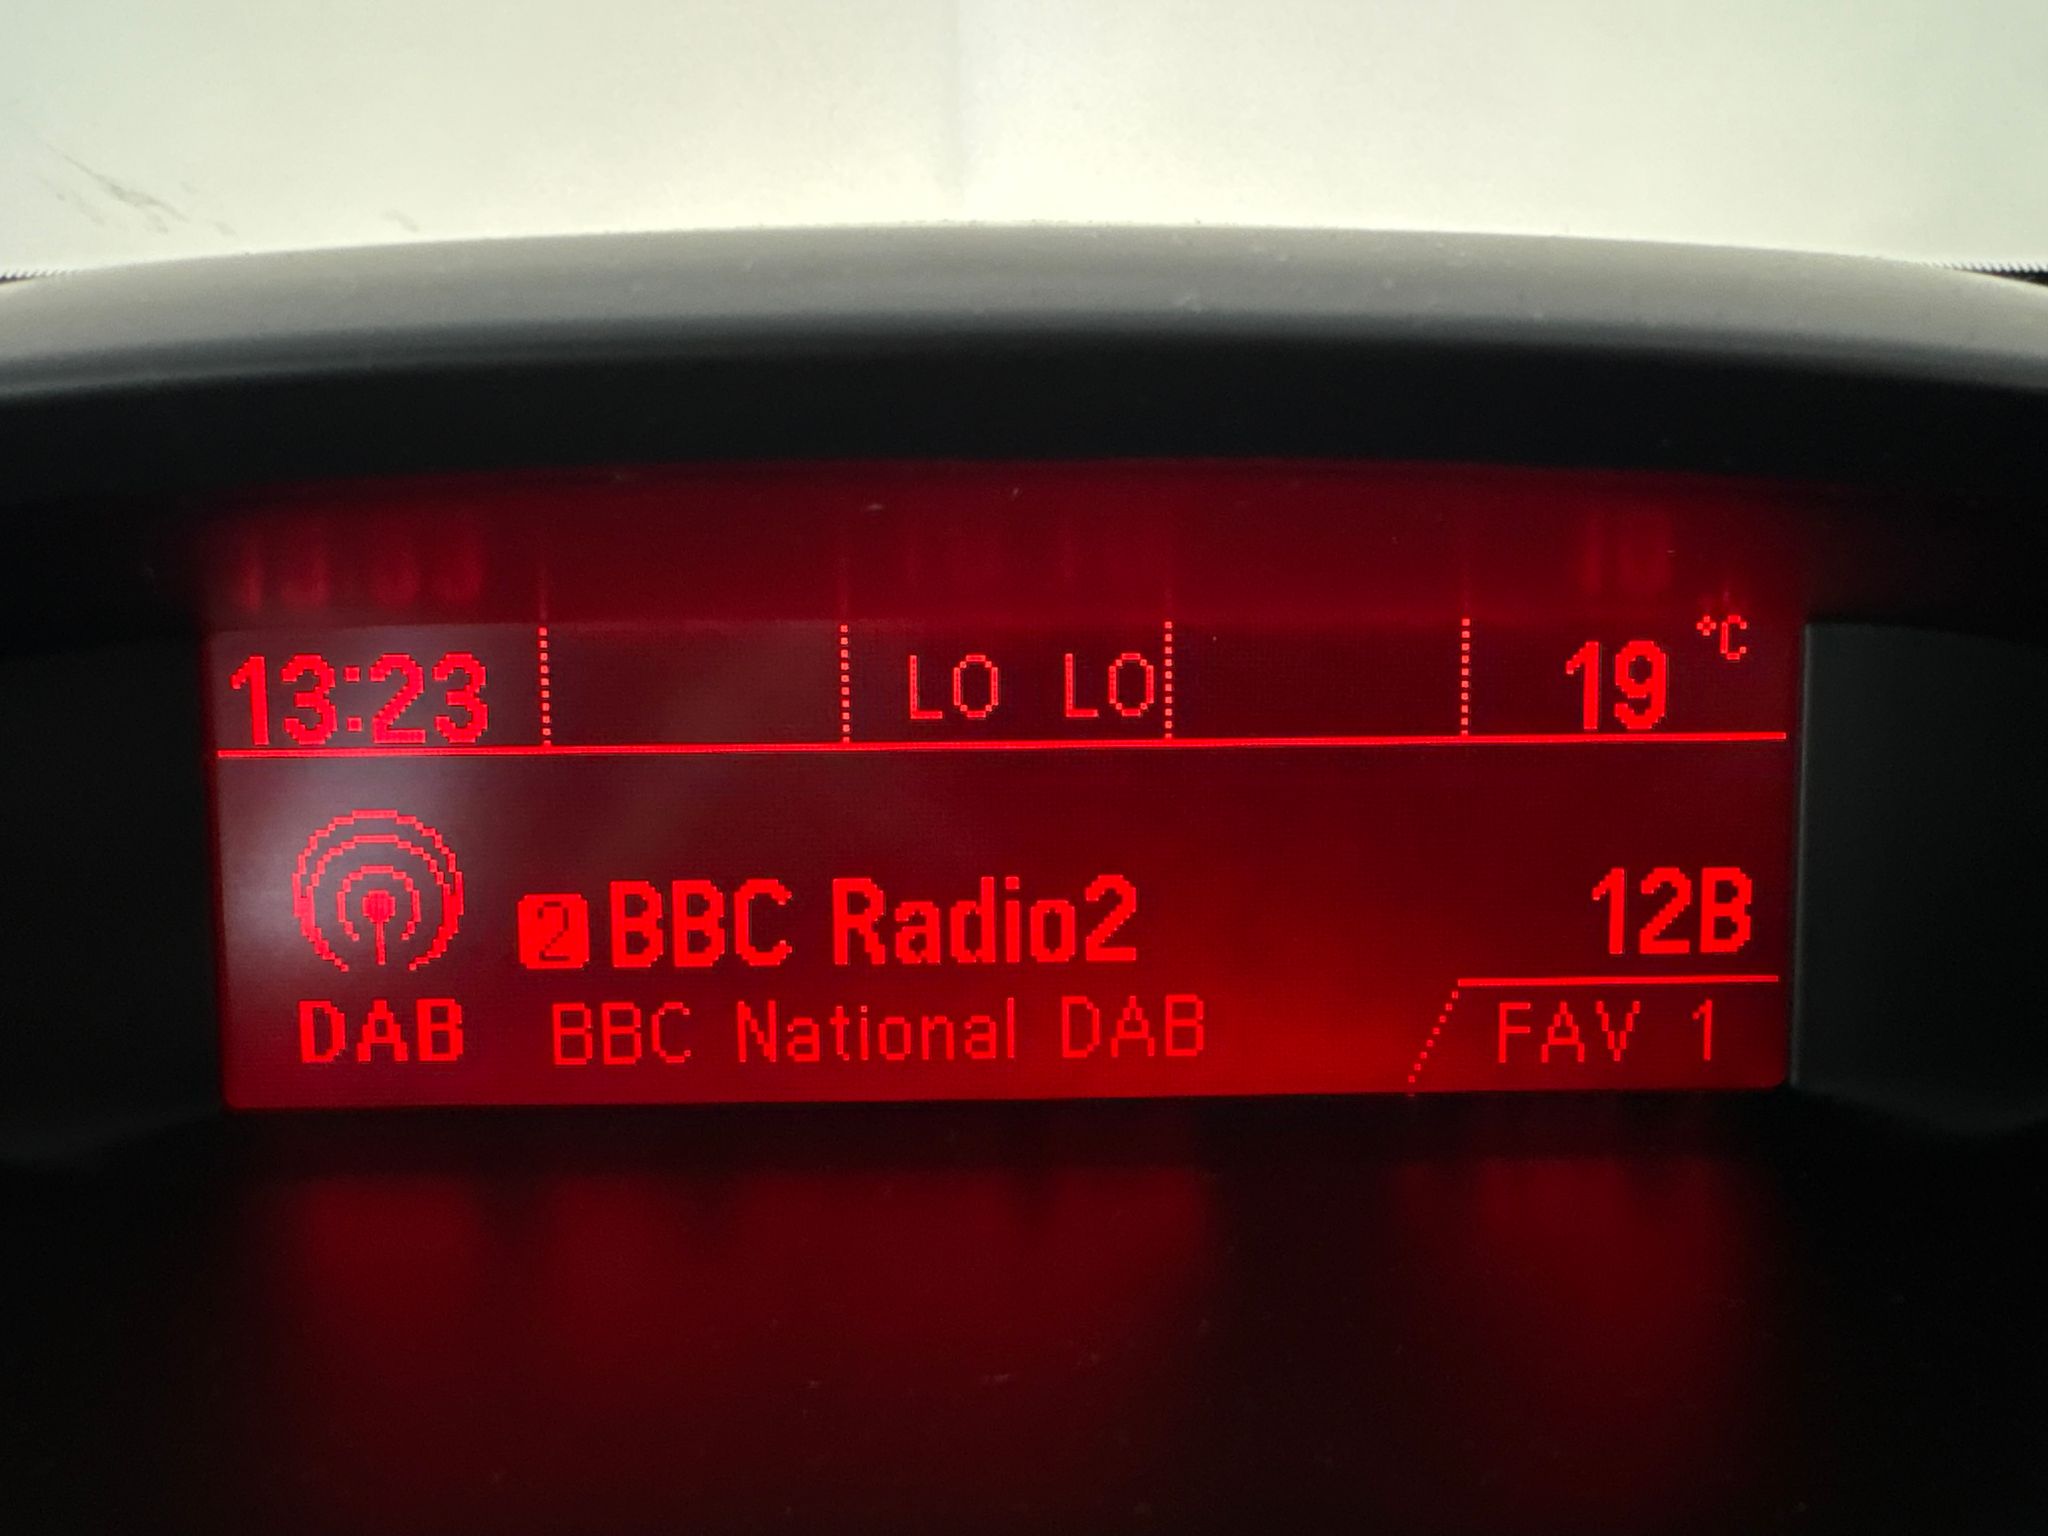 13:23 LO LO 19 °C
2 BBC Radio2 12B
DAB BBC National DAB FAV 1